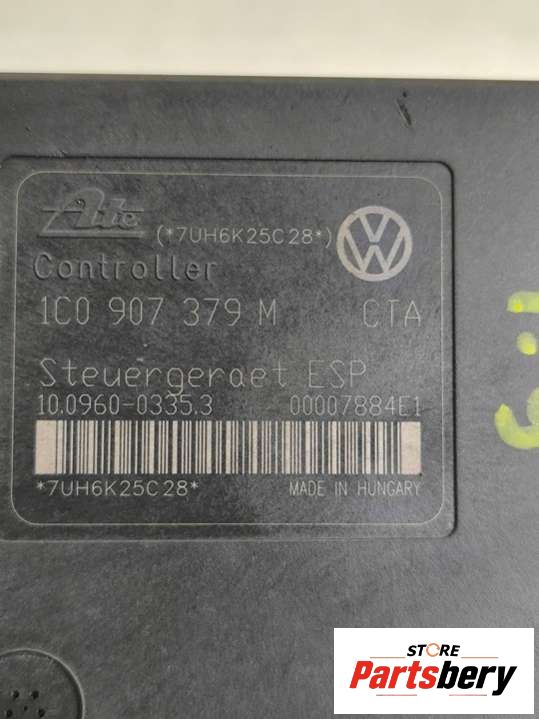 Ate (*7UH6K25C28*)
Controller
1C0 907 379 M CTA
Steuergeraet ESP
10.0960-0335.3 00007884E1
*7UH6K25C28* MADE IN HUNGARY
STORE
Partsbery